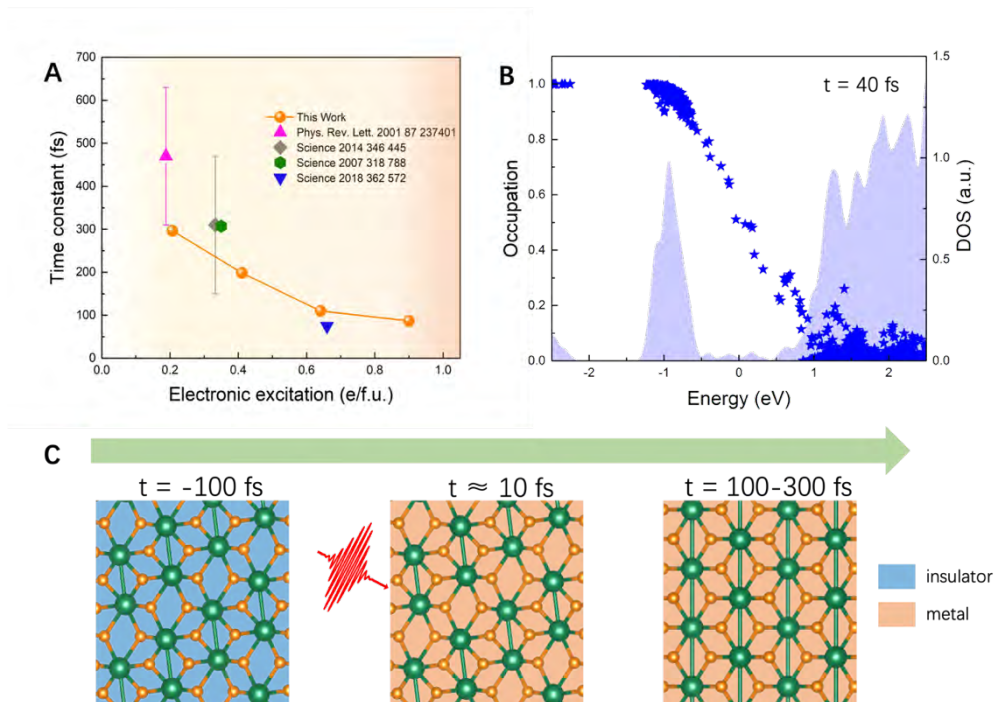 A
Time constant (fs)
700
600
500
400
300
200
100
0
0.0 0.2 0.4 0.6 0.8 1.0
Electronic excitation (e/f.u.)
This Work
Phys. Rev. Lett. 2001 87 237401
Science 2014 346 445
Science 2007 318 788
Science 2018 362 572
B
t = 40 fs
Occupation
1.0
0.8
0.6
0.4
0.2
0.0
-2 -1 0 1 2
Energy (eV)
1.5
1.0
0.5
0.0
DOS (a.u.)
C
t = -100 fs
t ≈ 10 fs
t = 100-300 fs
insulator
metal